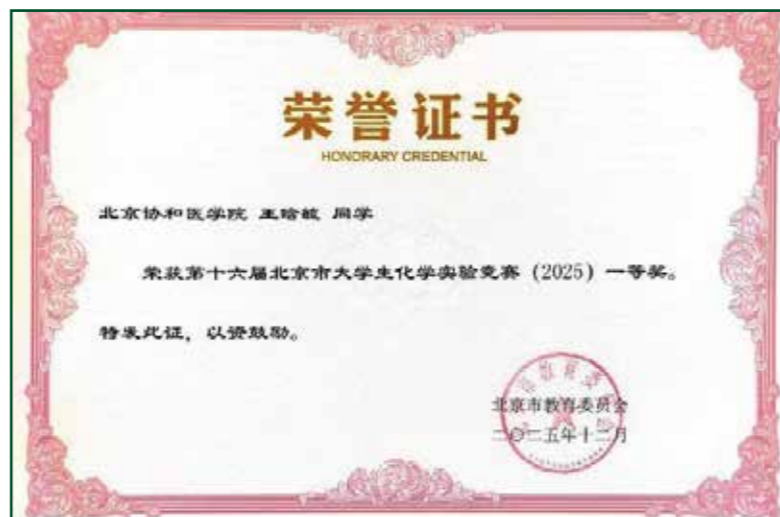 荣誉证书
HONORARY CREDENTIAL
北京协和医学院 王晗 同学
荣获第十六届北京市大学生化学实验竞赛（2025）一等奖。
特发此证，以资鼓励。
北京市教育委员会
二〇二五年十二月